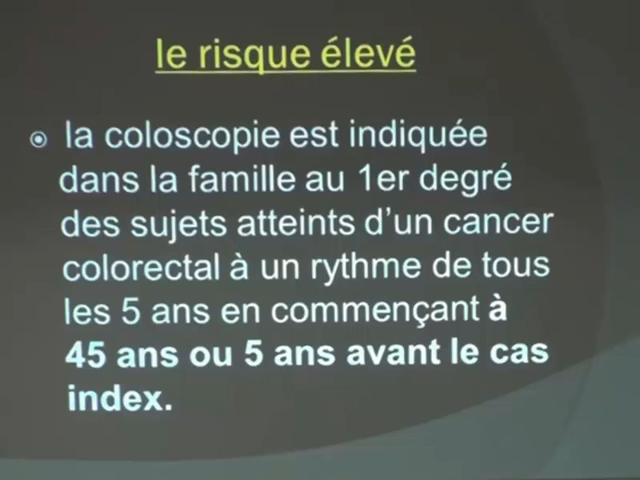 le risque élevé
la coloscopie est indiquée
dans la famille au 1er degré
des sujets atteints d'un cancer
colorectal à un rythme de tous
les 5 ans en commençant à
45 ans ou 5 ans avant le cas
index.